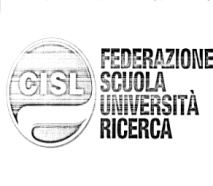 CISL
FEDERAZIONE
SCUOLA
UNIVERSITÀ
RICERCA